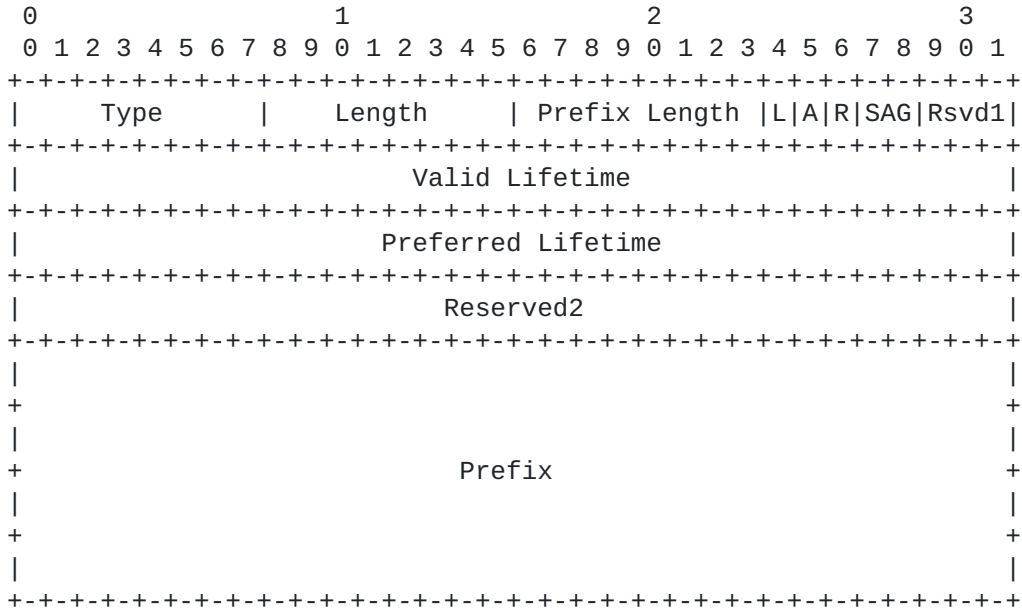 0                   1                   2                   3
 0 1 2 3 4 5 6 7 8 9 0 1 2 3 4 5 6 7 8 9 0 1 2 3 4 5 6 7 8 9 0 1
+-+-+-+-+-+-+-+-+-+-+-+-+-+-+-+-+-+-+-+-+-+-+-+-+-+-+-+-+-+-+-+-+
|     Type      |    Length     | Prefix Length |L|A|R|SAG|Rsvd1|
+-+-+-+-+-+-+-+-+-+-+-+-+-+-+-+-+-+-+-+-+-+-+-+-+-+-+-+-+-+-+-+-+
|                         Valid Lifetime                        |
+-+-+-+-+-+-+-+-+-+-+-+-+-+-+-+-+-+-+-+-+-+-+-+-+-+-+-+-+-+-+-+-+
|                       Preferred Lifetime                      |
+-+-+-+-+-+-+-+-+-+-+-+-+-+-+-+-+-+-+-+-+-+-+-+-+-+-+-+-+-+-+-+-+
|                           Reserved2                           |
+-+-+-+-+-+-+-+-+-+-+-+-+-+-+-+-+-+-+-+-+-+-+-+-+-+-+-+-+-+-+-+-+
|                                                               |
+                                                               +
|                                                               |
+                            Prefix                             +
|                                                               |
+                                                               +
|                                                               |
+-+-+-+-+-+-+-+-+-+-+-+-+-+-+-+-+-+-+-+-+-+-+-+-+-+-+-+-+-+-+-+-+